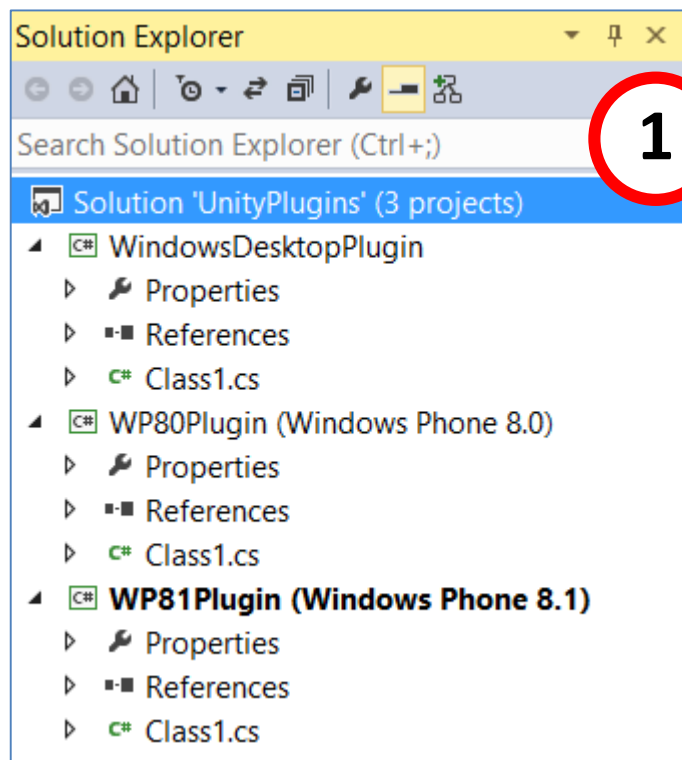 Solution Explorer
1
Search Solution Explorer (Ctrl+;)
Solution 'UnityPlugins' (3 projects)
C# WindowsDesktopPlugin
Properties
References
C# Class1.cs
C# WP80Plugin (Windows Phone 8.0)
Properties
References
C# Class1.cs
C# WP81Plugin (Windows Phone 8.1)
Properties
References
C# Class1.cs